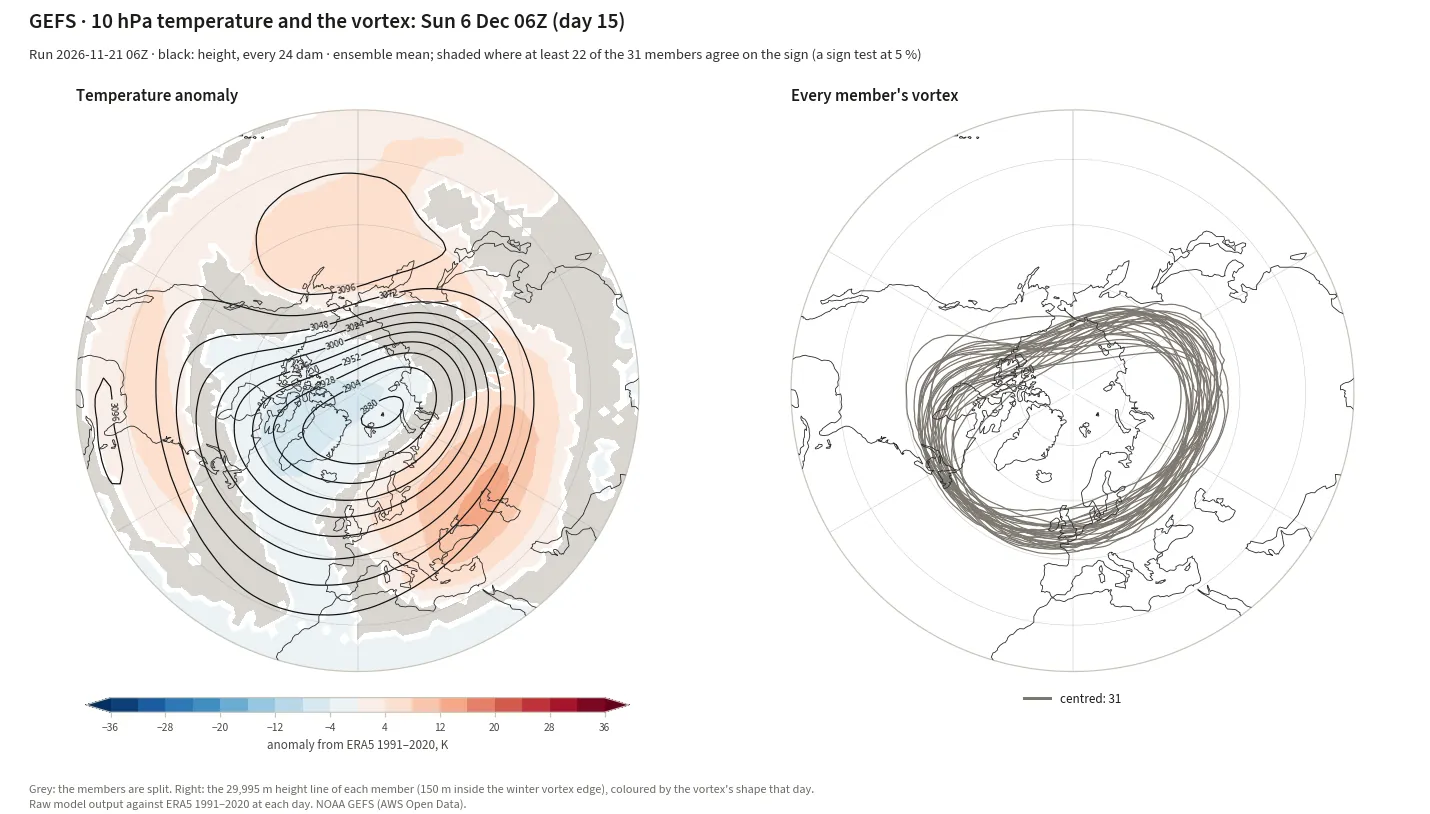 GEFS · 10 hPa temperature and the vortex: Sun 6 Dec 06Z (day 15)
Run 2026-11-21 06Z · black: height, every 24 dam · ensemble mean; shaded where at least 22 of the 31 members agree on the sign (a sign test at 5 %)
Temperature anomaly
Every member's vortex
3096
3072
3048
3024
3000
2952
2928
2904
2880
3096
centred: 31
−36
−28
−20
−12
−4
4
12
20
28
36
anomaly from ERA5 1991–2020, K
Grey: the members are split. Right: the 29,995 m height line of each member (150 m inside the winter vortex edge), coloured by the vortex's shape that day.
Raw model output against ERA5 1991–2020 at each day. NOAA GEFS (AWS Open Data).